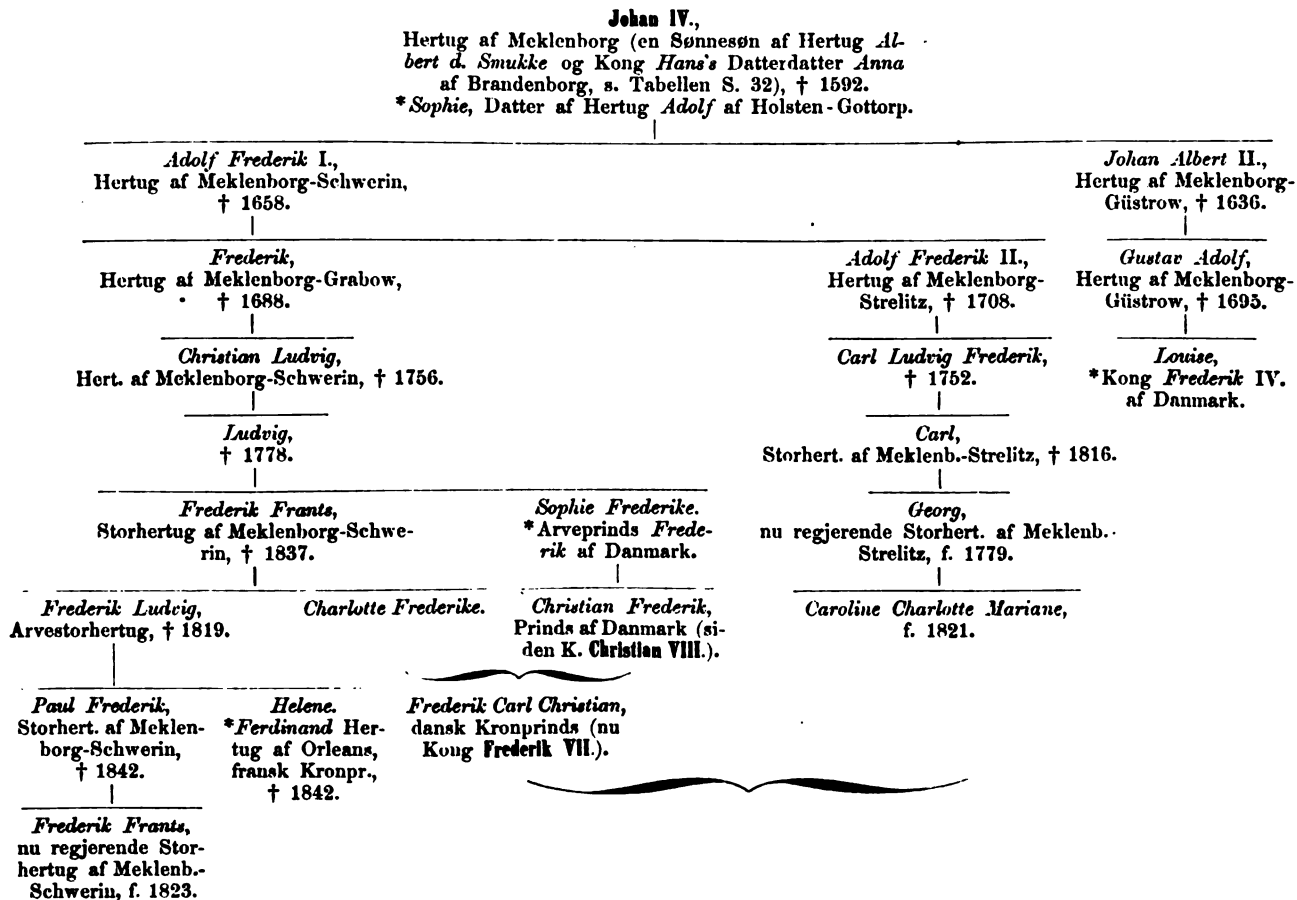 Johan IV.,
Hertug af Meklenborg (en Sønnesøn af Hertug Al-
bert d. Smukke og Kong Hans's Datterdatter Anna
af Brandenborg, s. Tabellen S. 32), † 1592.
*Sophie, Datter af Hertug Adolf af Holsten-Gottorp.
Adolf Frederik I.,
Hertug af Meklenborg-Schwerin,
† 1658.
Johan Albert II.,
Hertug af Meklenborg-
Güstrow, † 1636.
Frederik,
Hertug af Meklenborg-Grabow,
† 1688.
Adolf Frederik II.,
Hertug af Meklenborg-
Strelitz, † 1708.
Gustav Adolf,
Hertug af Meklenborg-
Güstrow, † 1695.
Christian Ludvig,
Hert. af Meklenborg-Schwerin, † 1756.
Carl Ludvig Frederik,
† 1752.
Louise,
*Kong Frederik IV.
af Danmark.
Ludvig,
† 1778.
Carl,
Storhert. af Meklenb.-Strelitz, † 1816.
Frederik Frants,
Storhertug af Meklenborg-Schwe-
rin, † 1837.
Sophie Frederike.
*Arveprinds Frede-
rik af Danmark.
Georg,
nu regjerende Storhert. af Meklenb.-
Strelitz, f. 1779.
Frederik Ludvig,
Arvestorhertug, † 1819.
Charlotte Frederike.
Christian Frederik,
Prinds af Danmark (si-
den K. Christian VIII.).
Caroline Charlotte Mariane,
f. 1821.
Paul Frederik,
Storhert. af Meklen-
borg-Schwerin,
† 1842.
Helene.
*Ferdinand Her-
tug af Orleans,
fransk Kronpr.,
† 1842.
Frederik Carl Christian,
dansk Kronprinds (nu
Kong Frederik VII.).
Frederik Frants,
nu regjerende Stor-
hertug af Meklenb.-
Schwerin, f. 1823.